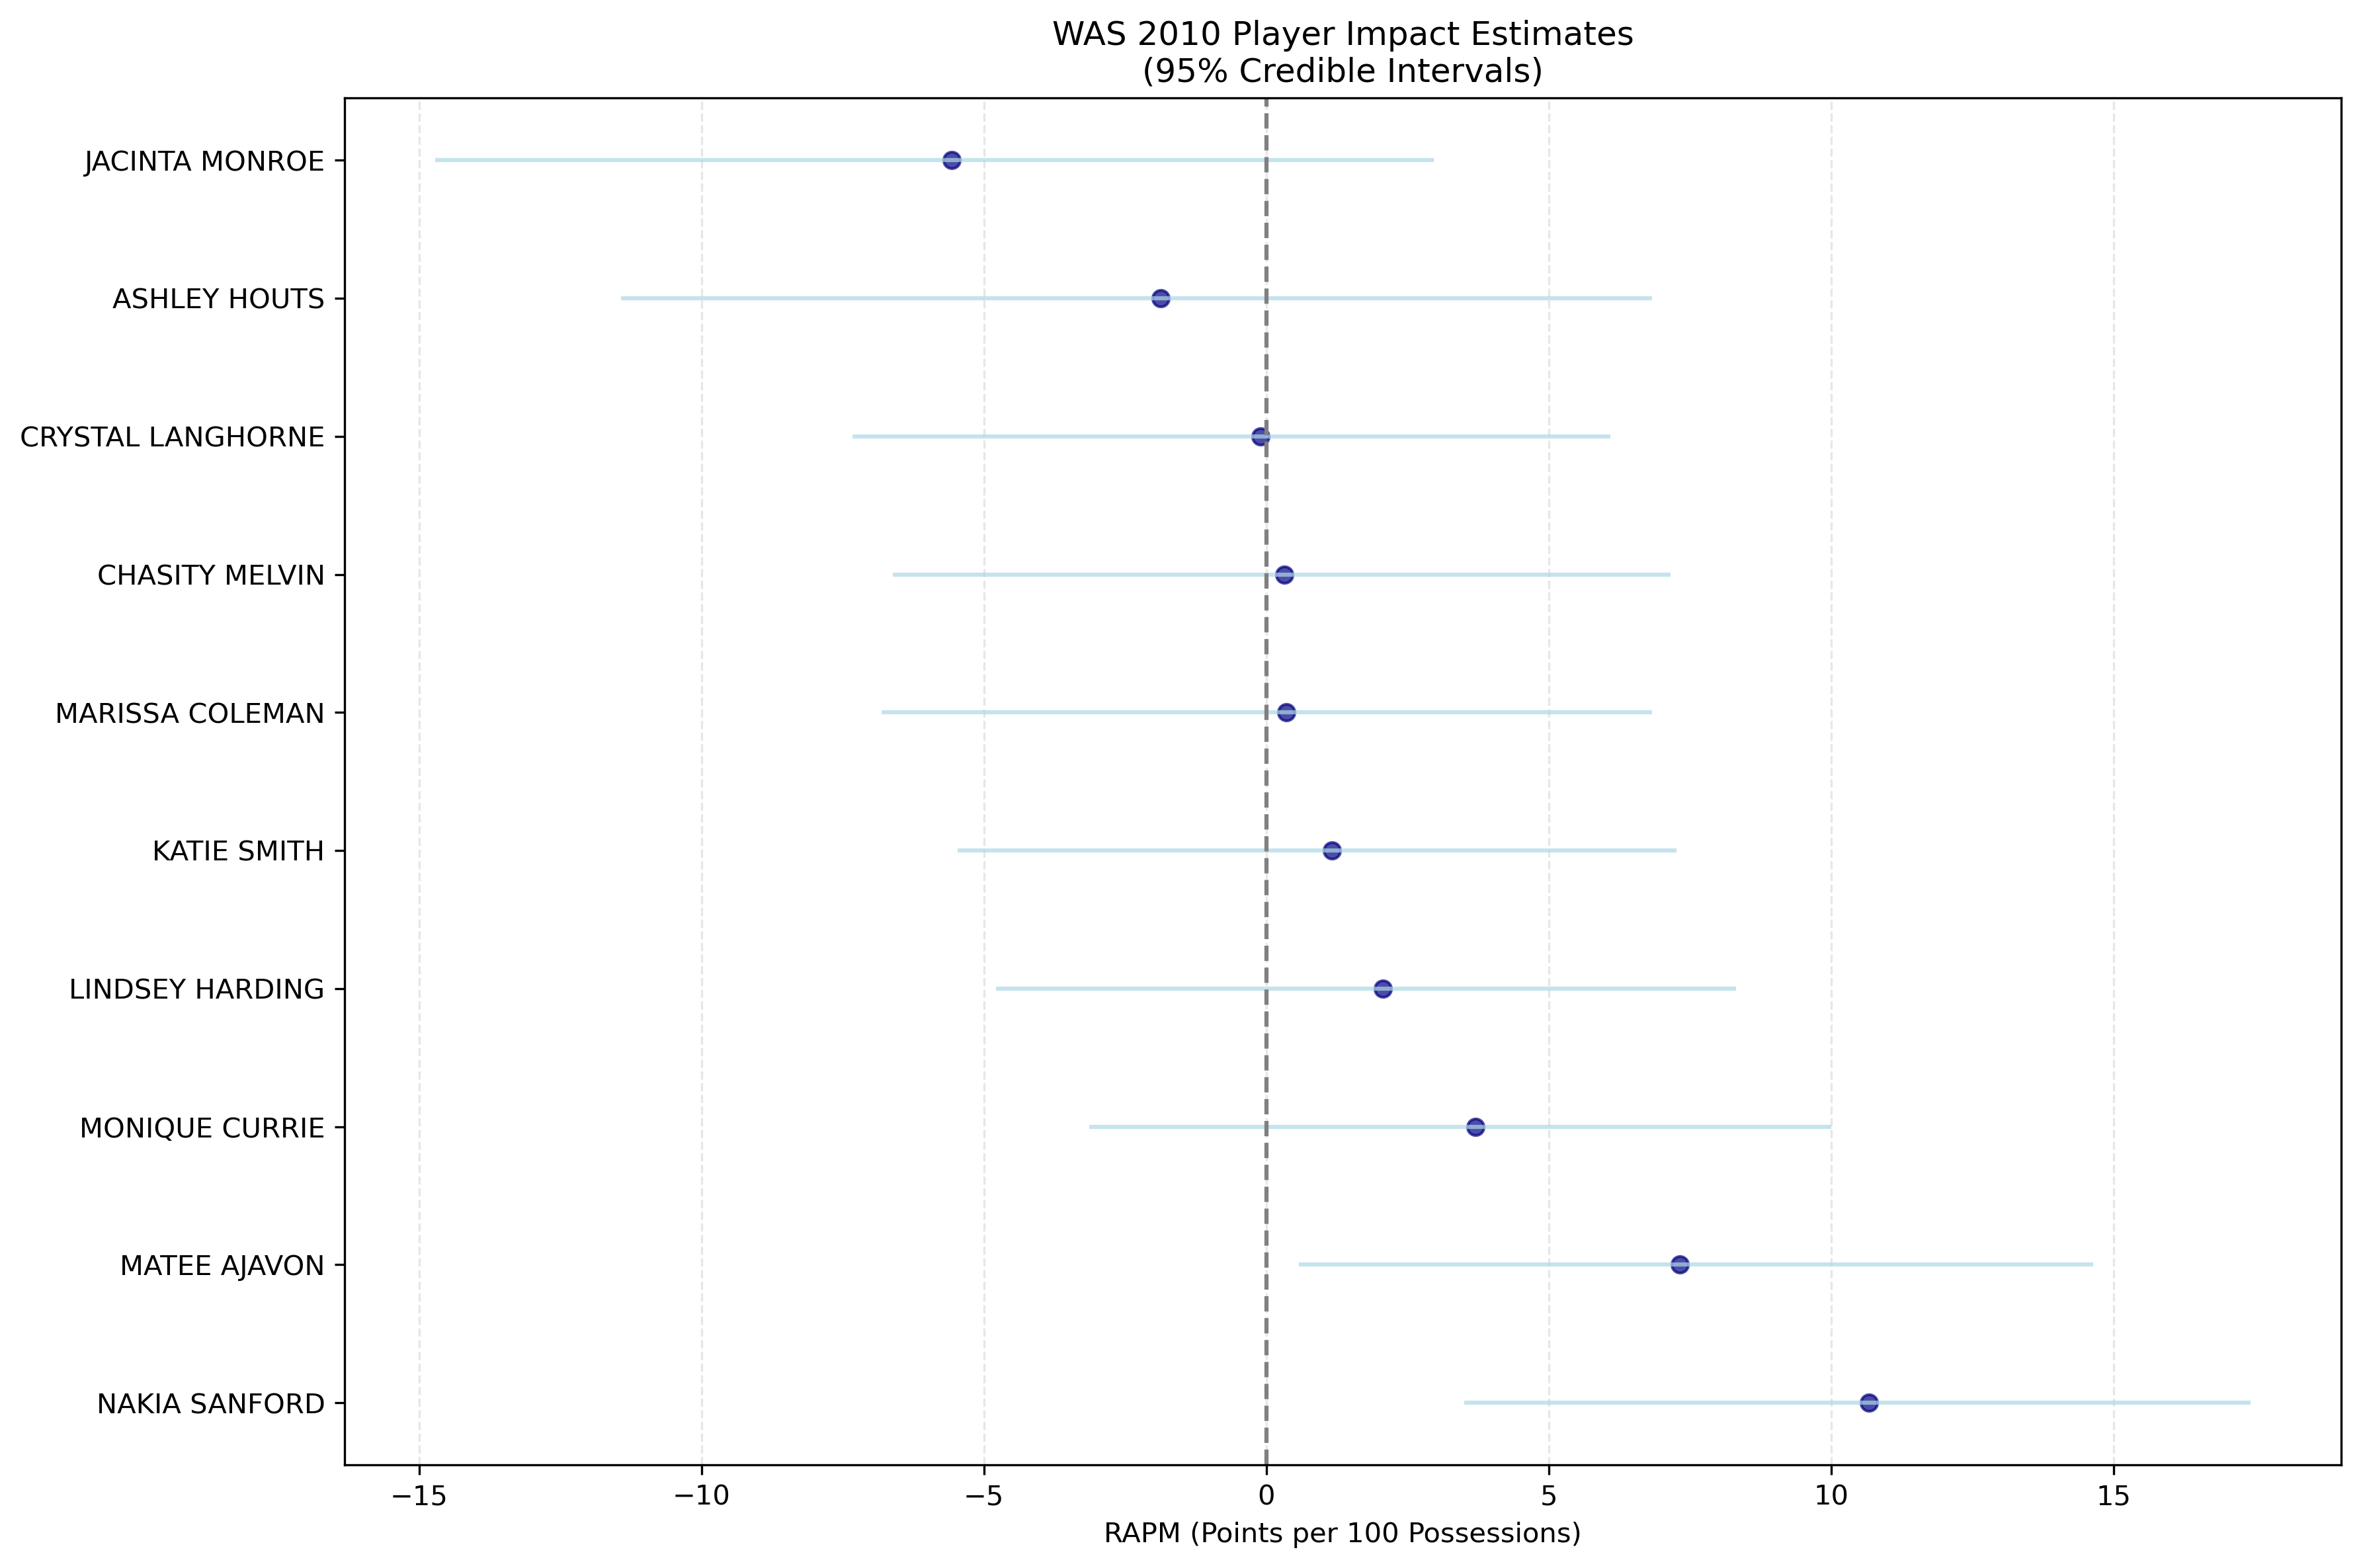 WAS 2010 Player Impact Estimates
(95% Credible Intervals)
JACINTA MONROE
ASHLEY HOUTS
CRYSTAL LANGHORNE
CHASITY MELVIN
MARISSA COLEMAN
KATIE SMITH
LINDSEY HARDING
MONIQUE CURRIE
MATEE AJAVON
NAKIA SANFORD
−15 −10 −5 0 5 10 15
RAPM (Points per 100 Possessions)